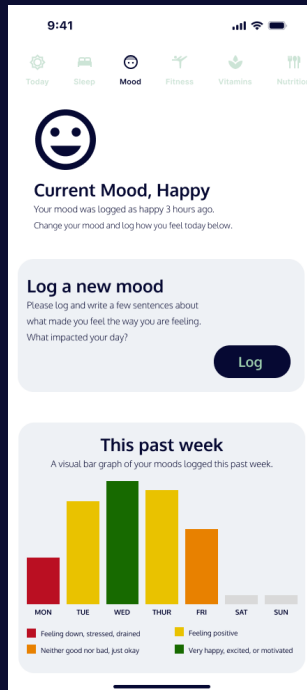 9:41
Today Sleep Mood Fitness Vitamins Nutrition
Current Mood, Happy
Your mood was logged as happy 3 hours ago.
Change your mood and log how you feel today below.
Log a new mood
Please log and write a few sentences about
what made you feel the way you are feeling.
What impacted your day?
Log
This past week
A visual bar graph of your moods logged this past week.
MON TUE WED THUR FRI SAT SUN
Feeling down, stressed, drained
Feeling positive
Neither good nor bad, just okay
Very happy, excited, or motivated